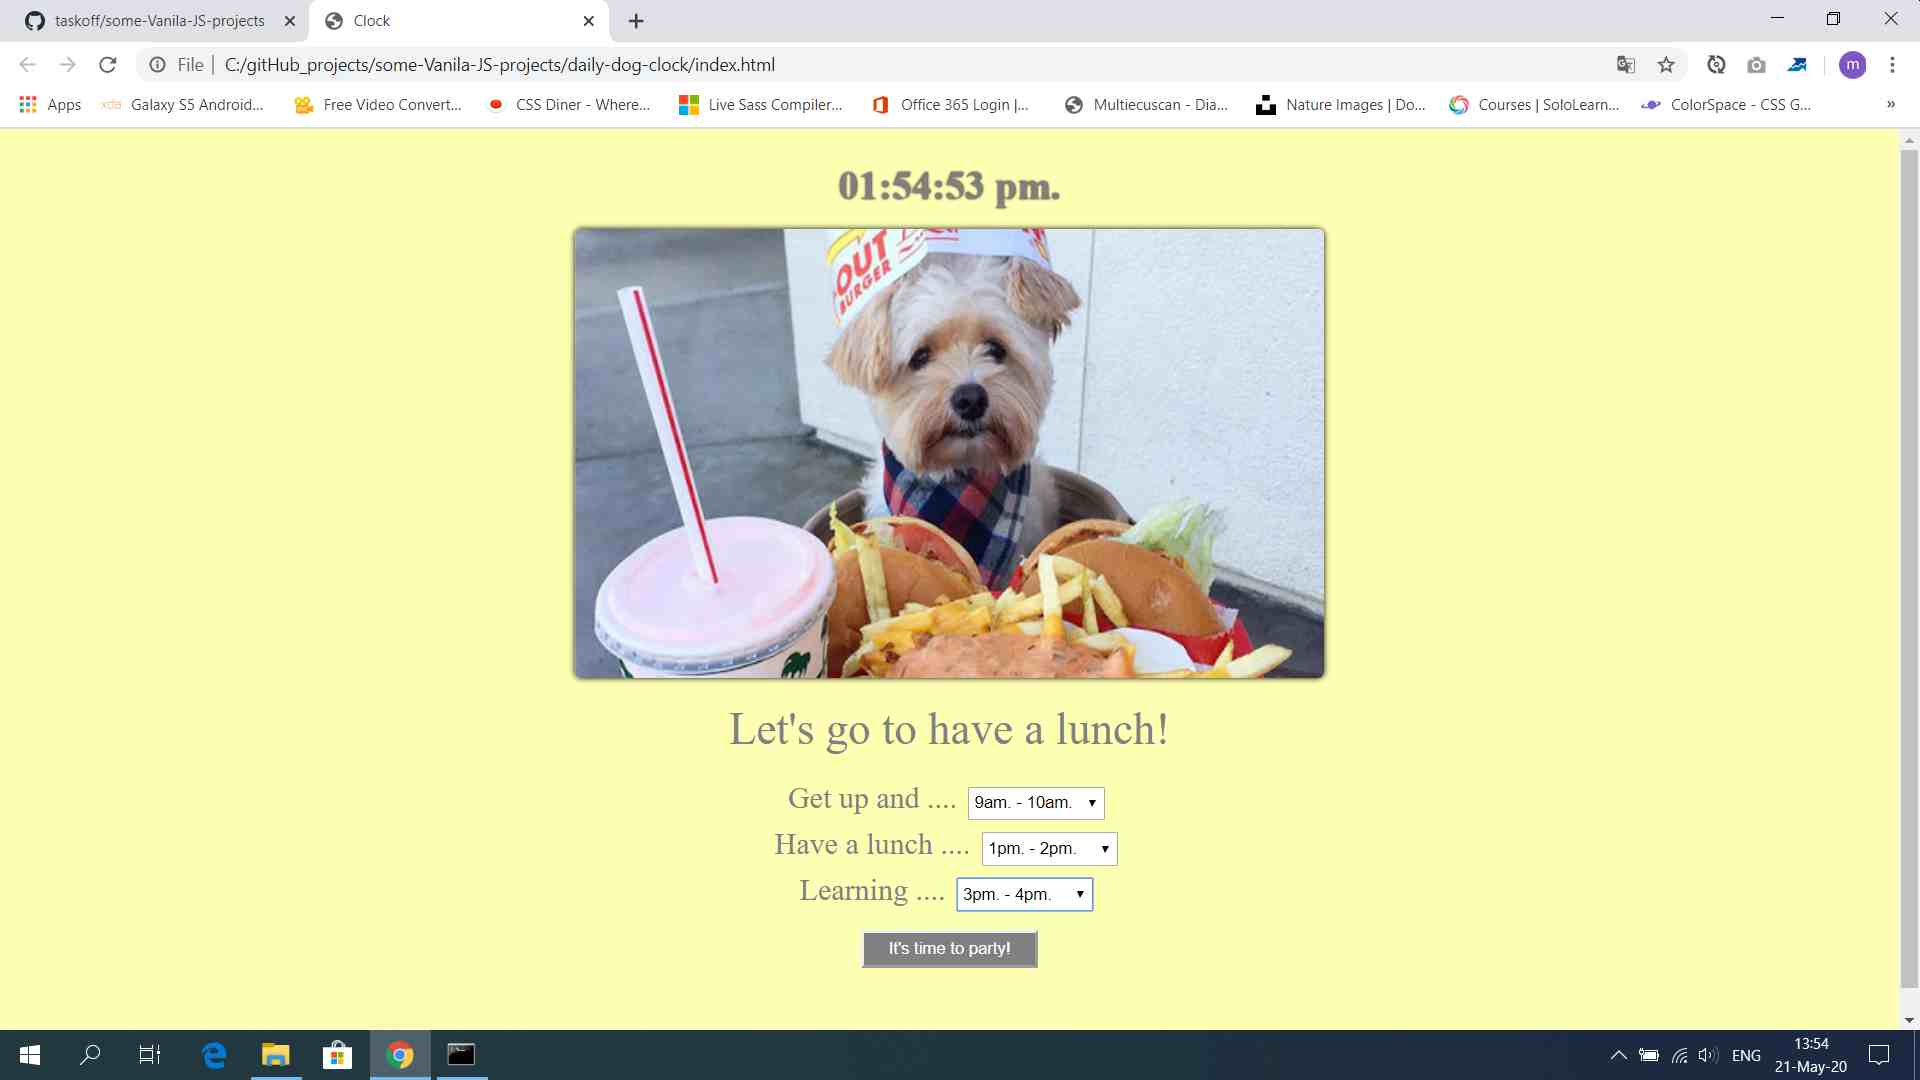 taskoff/some-Vanila-JS-projects
Clock
File | C:/gitHub_projects/some-Vanila-JS-projects/daily-dog-clock/index.html
m
Apps
xda Galaxy S5 Android...
Free Video Convert...
CSS Diner - Where...
Live Sass Compiler...
Office 365 Login |...
Multiecuscan - Dia...
Nature Images | Do...
Courses | SoloLearn...
ColorSpace - CSS G...
»
01:54:53 pm.
OUT
BURGER
Let's go to have a lunch!
Get up and .... 9am. - 10am.
Have a lunch .... 1pm. - 2pm.
Learning .... 3pm. - 4pm.
It's time to party!
ENG
13:54
21-May-20